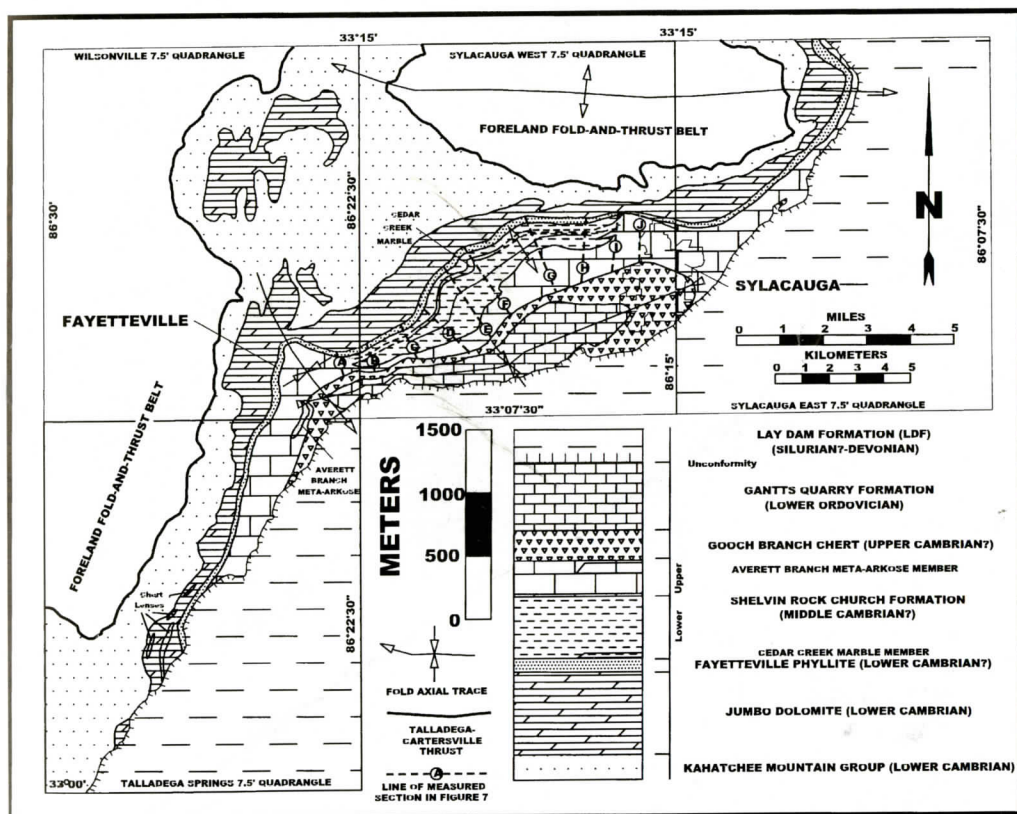 33°15'
33°15'
WILSONVILLE 7.5' QUADRANGLE
SYLACAUGA WEST 7.5' QUADRANGLE
FORELAND FOLD-AND-THRUST BELT
86°30'
86°22'30"
CEDAR
CREEK
MARBLE
86°07'30"
N
J
I
H
G
F
E
D
C
B
A
SYLACAUGA
FAYETTEVILLE
MILES
0 1 2 3 4 5
KILOMETERS
0 1 2 3 4 5
86°15'
33°07'30"
SYLACAUGA EAST 7.5' QUADRANGLE
FORELAND FOLD-AND-THRUST BELT
AVERETT
BRANCH
META-ARKOSE
Chert
Lenses
86°22'30"
33°00'
TALLADEGA SPRINGS 7.5' QUADRANGLE
METERS
1500
1000
500
0
FOLD AXIAL TRACE
TALLADEGA-
CARTERSVILLE
THRUST
A
LINE OF MEASURED
SECTION IN FIGURE 7
Unconformity
Upper
Lower
LAY DAM FORMATION (LDF)
(SILURIAN?-DEVONIAN)
GANTTS QUARRY FORMATION
(LOWER ORDOVICIAN)
GOOCH BRANCH CHERT (UPPER CAMBRIAN?)
AVERETT BRANCH META-ARKOSE MEMBER
SHELVIN ROCK CHURCH FORMATION
(MIDDLE CAMBRIAN?)
CEDAR CREEK MARBLE MEMBER
FAYETTEVILLE PHYLLITE (LOWER CAMBRIAN?)
JUMBO DOLOMITE (LOWER CAMBRIAN)
KAHATCHEE MOUNTAIN GROUP (LOWER CAMBRIAN)